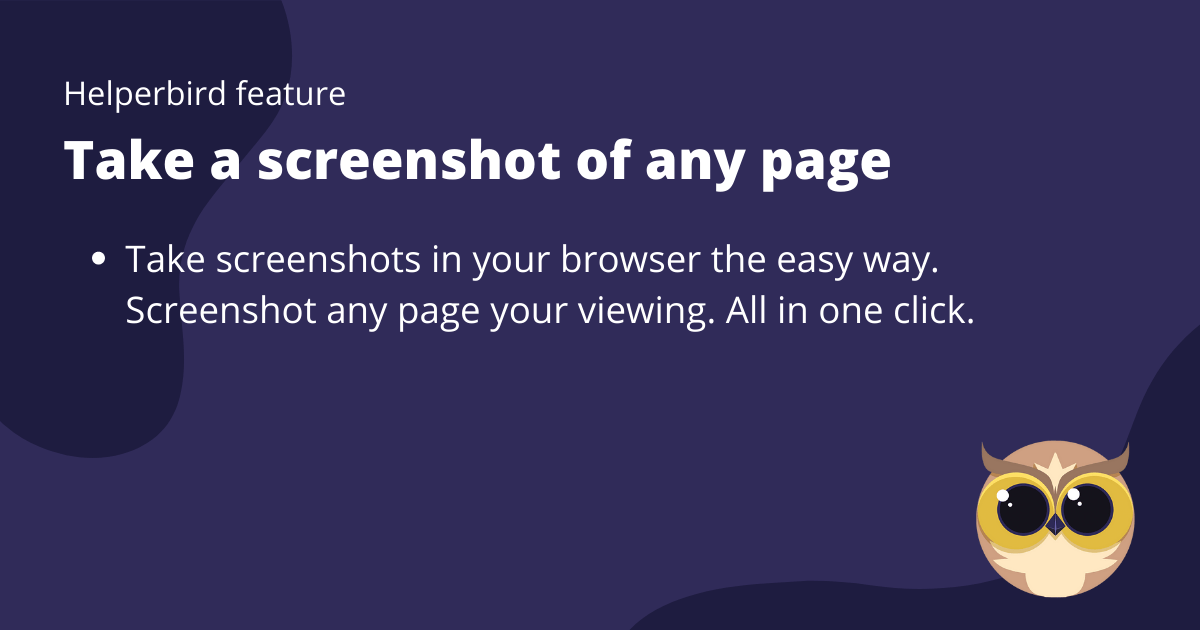 Helperbird feature
Take a screenshot of any page
• Take screenshots in your browser the easy way.
Screenshot any page your viewing. All in one click.